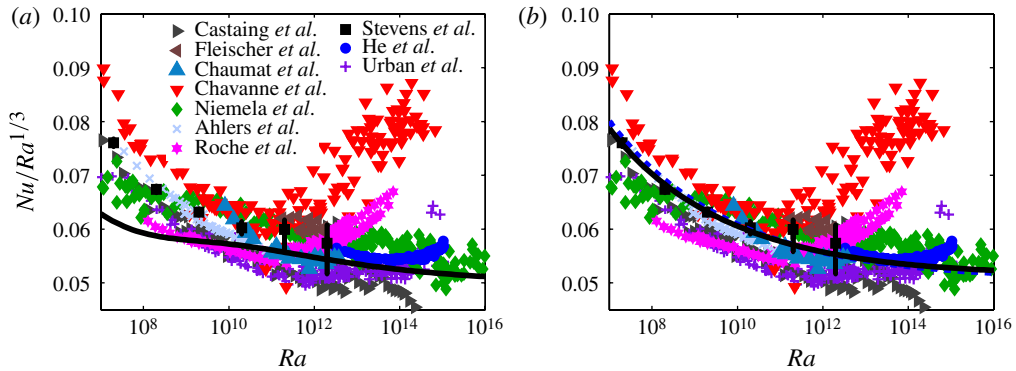 (a)
(b)
0.10
0.09
0.08
0.07
0.06
0.05
Nu/Ra^{1/3}
Castaing et al.
Fleischer et al.
Chaumat et al.
Chavanne et al.
Niemela et al.
Ahlers et al.
Roche et al.
Stevens et al.
He et al.
Urban et al.
10^8 10^{10} 10^{12} 10^{14} 10^{16}
Ra
0.10
0.09
0.08
0.07
0.06
0.05
10^8 10^{10} 10^{12} 10^{14} 10^{16}
Ra